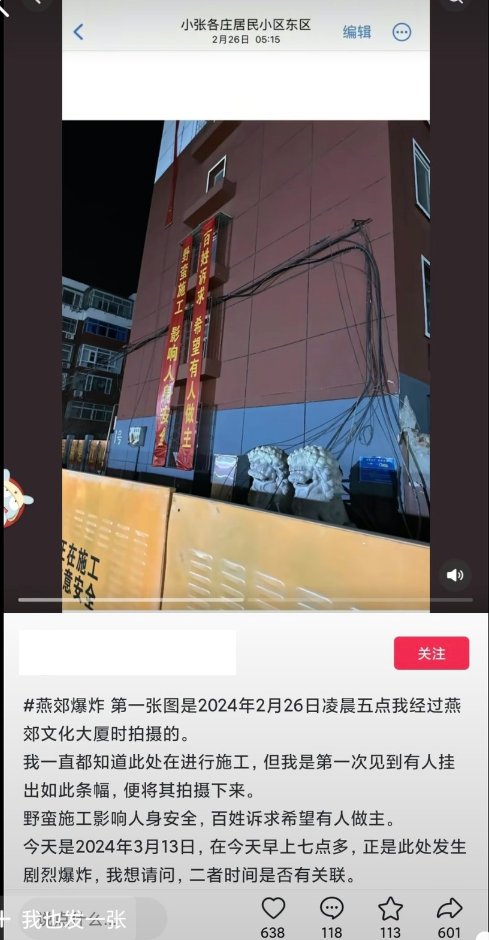 小张各庄居民小区东区
2月26日 05:15
编辑
百姓诉求 希望有人做主
野蛮施工 影响人身安全
1号
正在施工
意安全
关注
#燕郊爆炸 第一张图是2024年2月26日凌晨五点我经过燕
郊文化大厦时拍摄的。
我一直都知道此处在进行施工，但我是第一次见到有人挂
出如此条幅，便将其拍摄下来。
野蛮施工影响人身安全，百姓诉求希望有人做主。
今天是2024年3月13日，在今天早上七点多，正是此处发生
剧烈爆炸，我想请问，二者时间是否有关联。
我也发一张
638
118
113
601